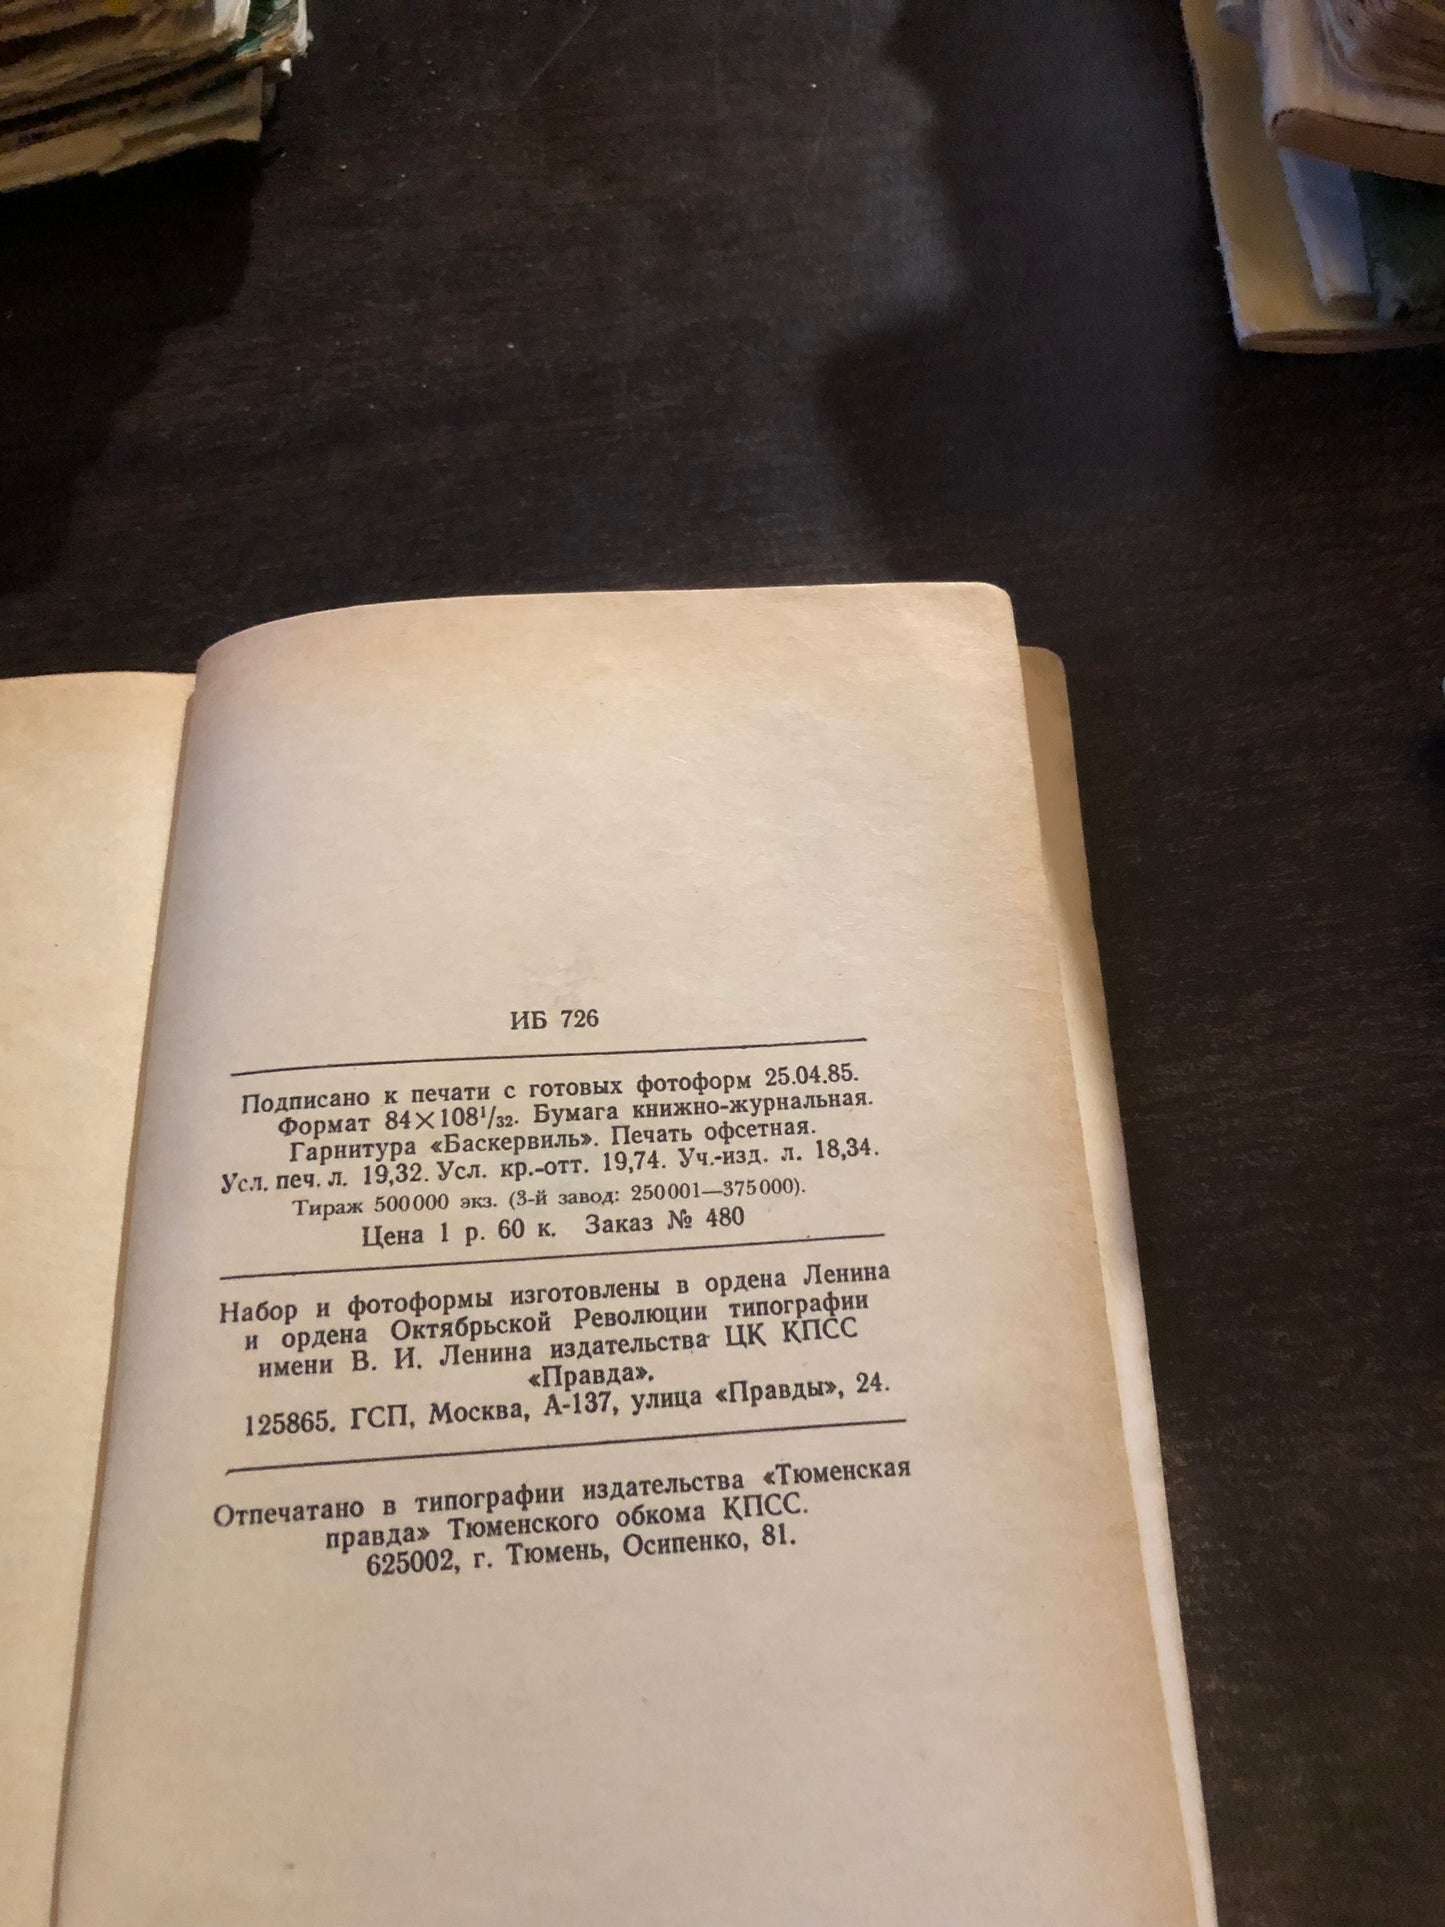 ИБ 726
Подписано к печати с готовых фотоформ 25.04.85.
Формат 84×108¹/₃₂. Бумага книжно-журнальная.
Гарнитура «Баскервиль». Печать офсетная.
Усл. печ. л. 19,32. Усл. кр.-отт. 19,74. Уч.-изд. л. 18,34.
Тираж 500000 экз. (3-й завод: 250001—375000).
Цена 1 р. 60 к. Заказ № 480
Набор и фотоформы изготовлены в ордена Ленина
и ордена Октябрьской Революции типографии
имени В. И. Ленина издательства ЦК КПСС
«Правда».
125865. ГСП, Москва, А-137, улица «Правды», 24.
Отпечатано в типографии издательства «Тюменская
правда» Тюменского обкома КПСС.
625002, г. Тюмень, Осипенко, 81.